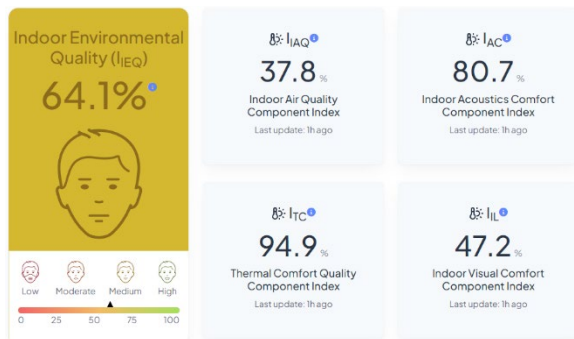 Indoor Environmental
Quality (IIEQ)
64.1%
Low Moderate Medium High
0 25 50 75 100
IIAQ
37.8 %
Indoor Air Quality
Component Index
Last update: 1h ago
IAC
80.7 %
Indoor Acoustics Comfort
Component Index
Last update: 1h ago
ITC
94.9 %
Thermal Comfort Quality
Component Index
Last update: 1h ago
IIL
47.2 %
Indoor Visual Comfort
Component Index
Last update: 1h ago